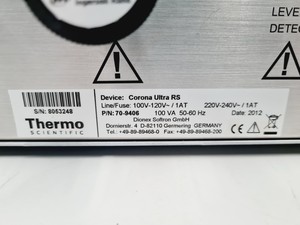 LEVE
DETEC
S/N: 8053248
Thermo
SCIENTIFIC
Device: Corona Ultra RS
Line/Fuse: 100V-120V~ / 1AT 220V-240V~ / 1AT
P/N: 70-9406 100 VA 50-60 Hz Date: 2012
Dionex Softron GmbH
Dornierstr. 4 D-82110 Germering GERMANY
Tel. +49-89-89468-0 Fax +49-89-89468-200